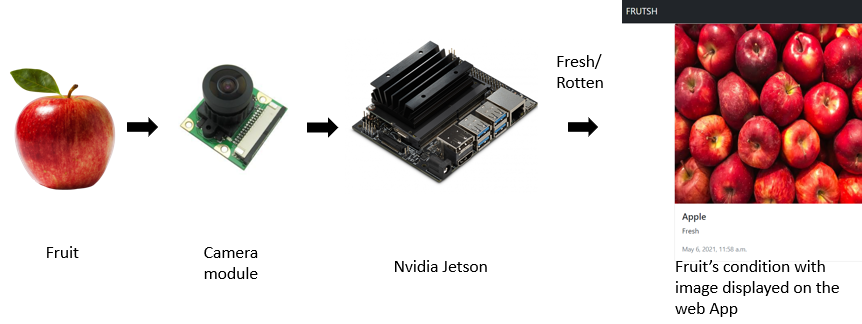 FRUTSH
Fresh/
Rotten
Apple
Fresh
May 6, 2021, 11:58 a.m.
Fruit
Camera
module
Nvidia Jetson
Fruit's condition with
image displayed on the
web App